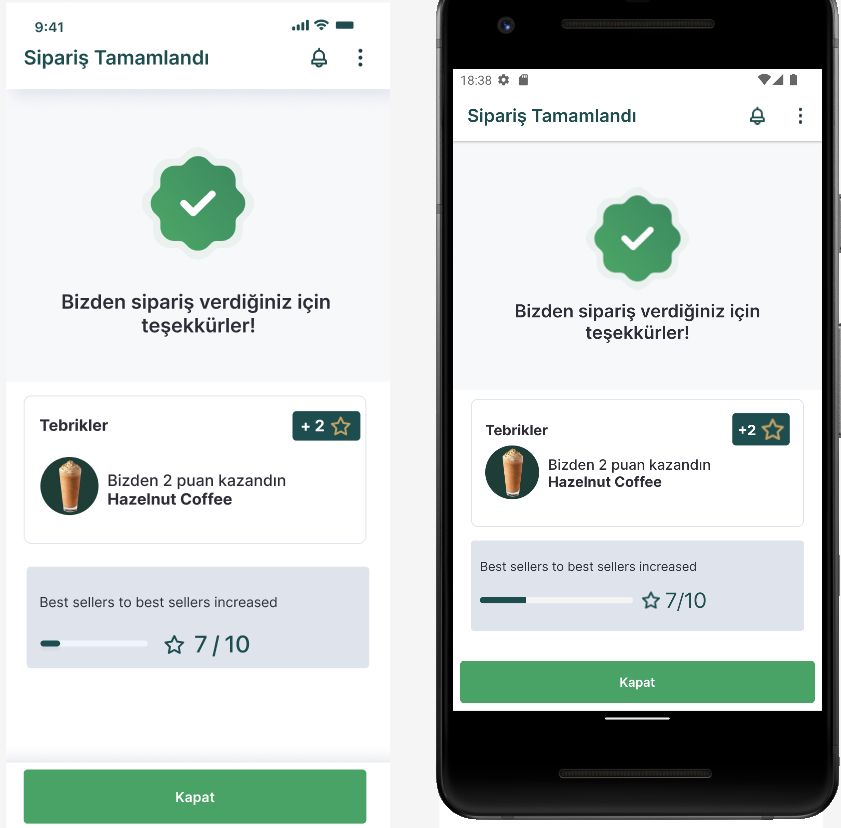 9:41
Sipariş Tamamlandı
Bizden sipariş verdiğiniz için
teşekkürler!
Tebrikler
+ 2
Bizden 2 puan kazandın
Hazelnut Coffee
Best sellers to best sellers increased
7 / 10
Kapat
18:38
Sipariş Tamamlandı
Bizden sipariş verdiğiniz için
teşekkürler!
Tebrikler
+2
Bizden 2 puan kazandın
Hazelnut Coffee
Best sellers to best sellers increased
7/10
Kapat